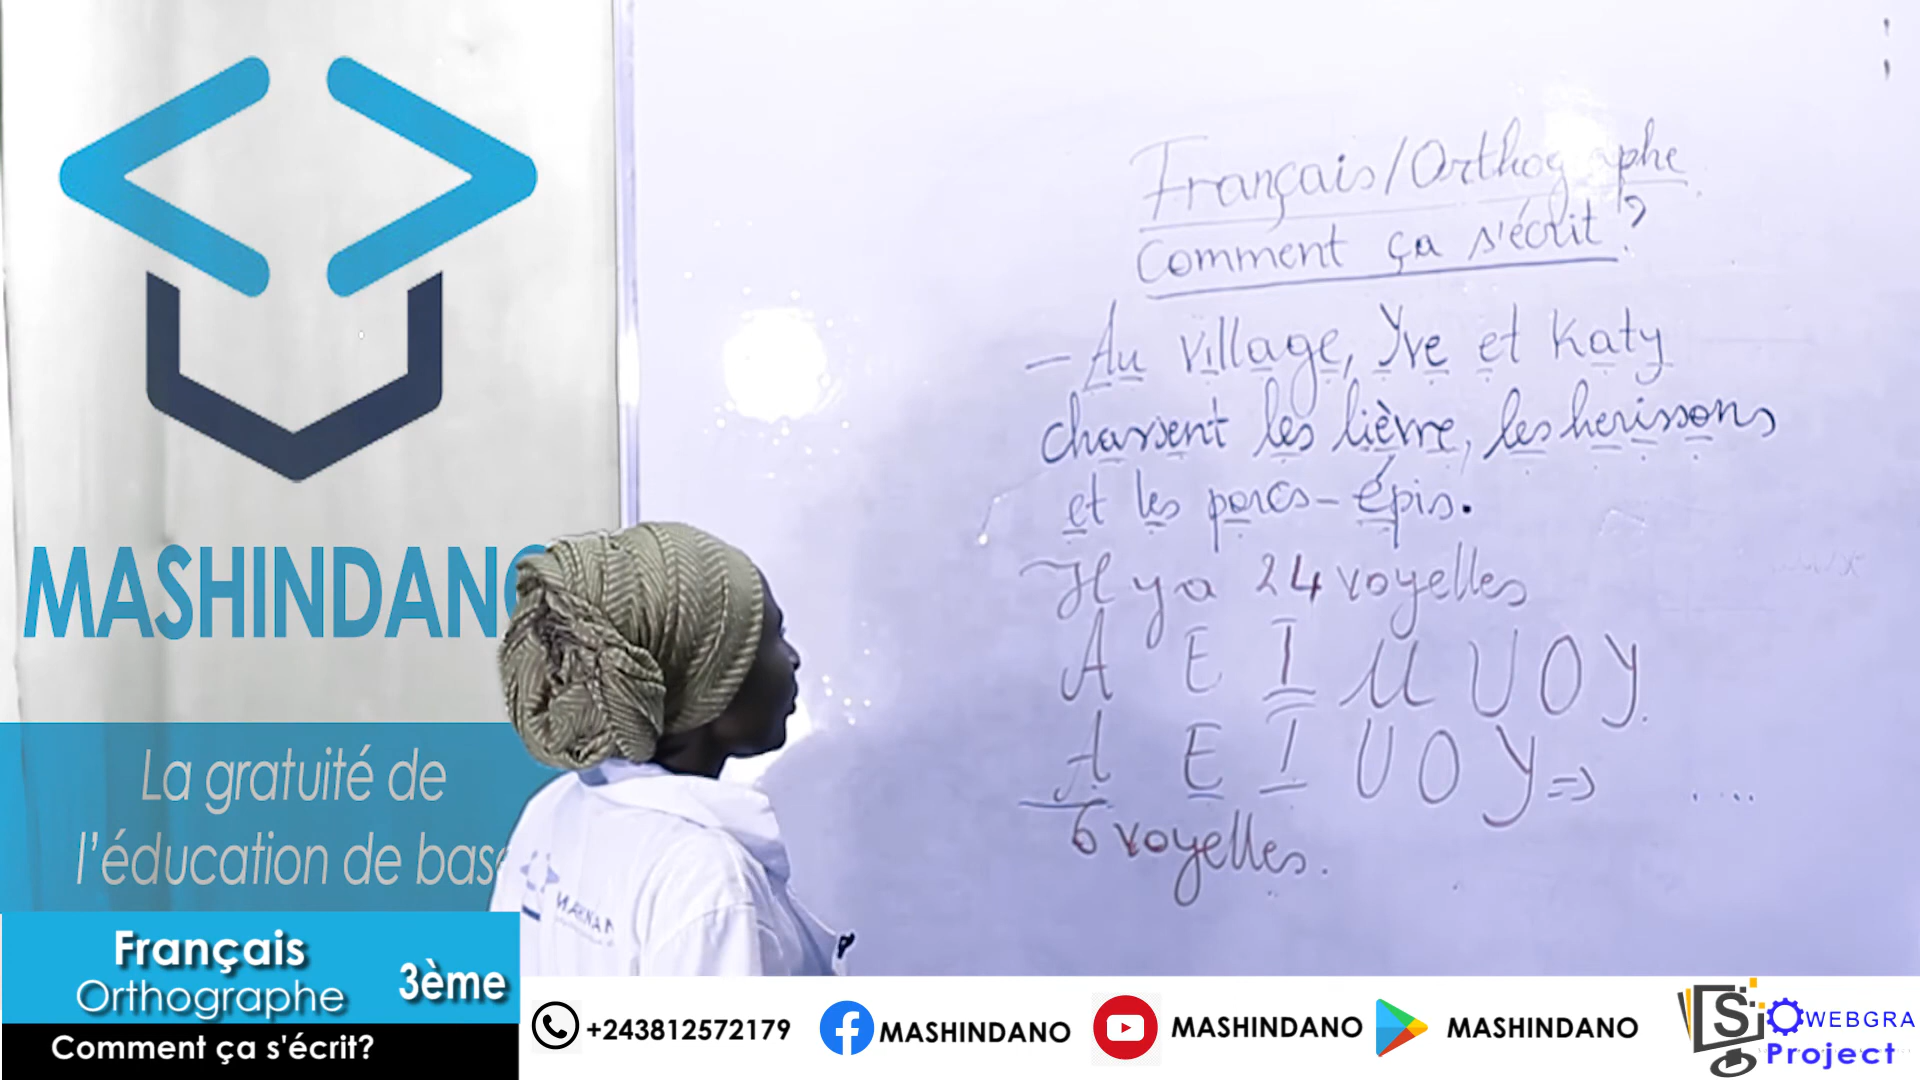 Français/Orthographe
Comment ça s'écrit?
- Au village, Yve et Katy
chassent les lièvre, les herissons
et les porcs-épis.
Il y a 24 voyelles
A E I U U O Y
A E I U O Y =>
6 voyelles.
MASHINDANO
La gratuité de
l'éducation de base
Français
Orthographe
3ème
Comment ça s'écrit?
+243812572179
MASHINDANO
MASHINDANO
MASHINDANO
WEBGRA
Project